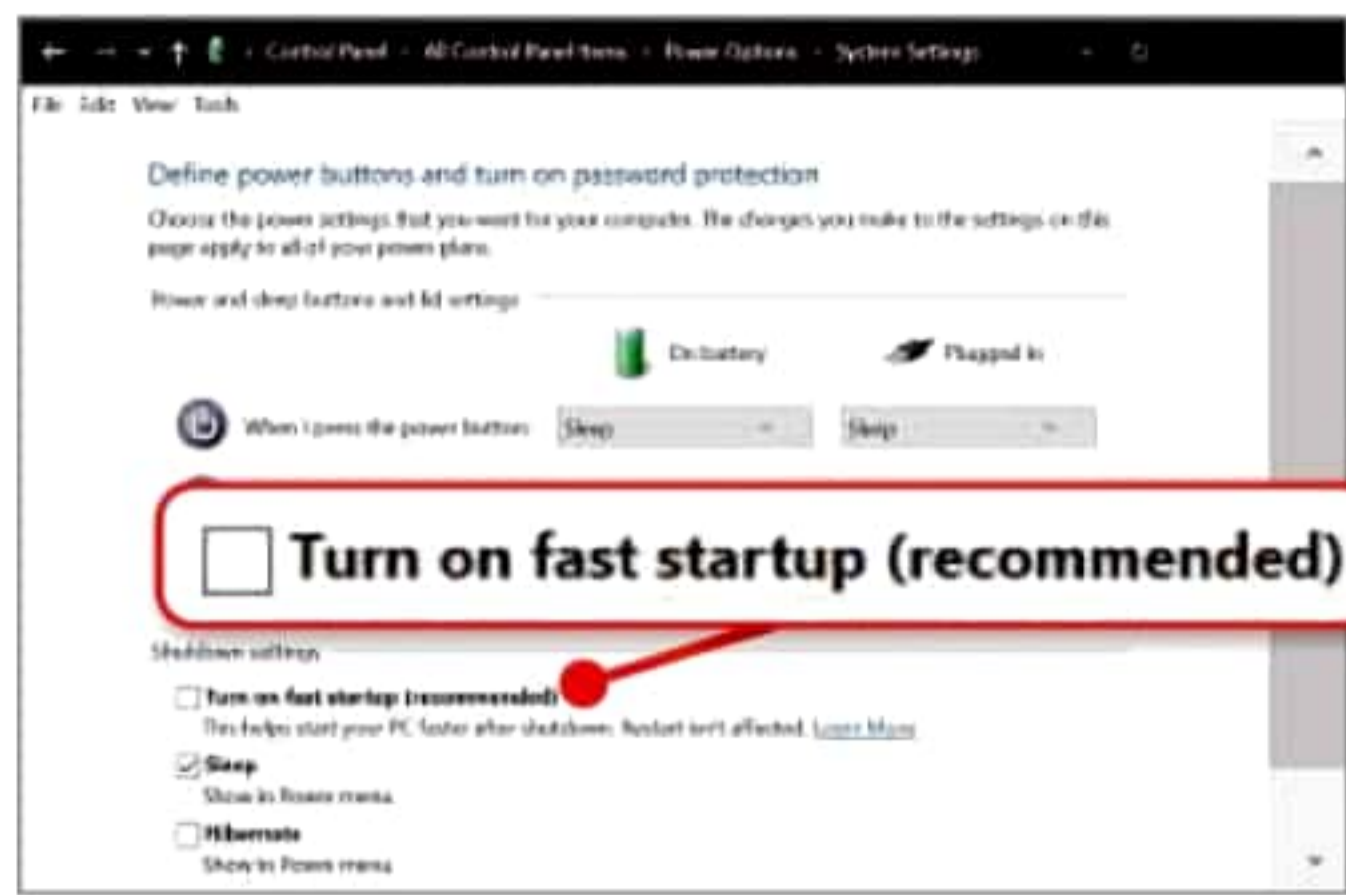 Control Panel All Control Panel Items Power Options System Settings
File Edit View Tools
Define power buttons and turn on password protection
Choose the power settings that you want for your computer. The changes you make to the settings on this
page apply to all of your power plans.
Power and sleep buttons and lid settings
On battery Plugged in
When I press the power button: Sleep Sleep
Turn on fast startup (recommended)
Shutdown settings
Turn on fast startup (recommended)
This helps start your PC faster after shutdown. Restart isn't affected. Learn More
Sleep
Show in Power menu.
Hibernate
Show in Power menu.